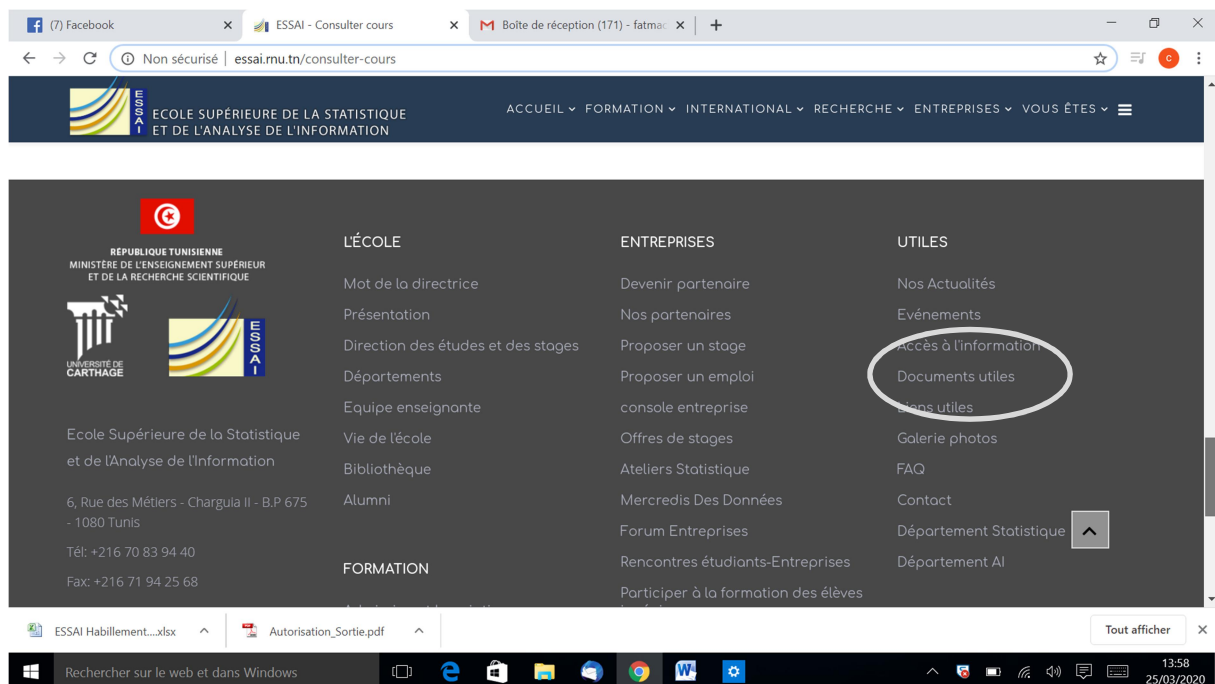 (7) Facebook
ESSAI - Consulter cours
Boîte de réception (171) - fatmac
Non sécurisé | essai.rnu.tn/consulter-cours
C
ESSAI
ECOLE SUPÉRIEURE DE LA STATISTIQUE
ET DE L'ANALYSE DE L'INFORMATION
ACCUEIL FORMATION INTERNATIONAL RECHERCHE ENTREPRISES VOUS ÊTES
RÉPUBLIQUE TUNISIENNE
MINISTÈRE DE L'ENSEIGNEMENT SUPÉRIEUR
ET DE LA RECHERCHE SCIENTIFIQUE
UNIVERSITÉ DE
CARTHAGE
ESSAI
Ecole Supérieure de la Statistique
et de l'Analyse de l'Information
6, Rue des Métiers - Charguia II - B.P 675
- 1080 Tunis
Tél: +216 70 83 94 40
Fax: +216 71 94 25 68
L'ÉCOLE
Mot de la directrice
Présentation
Direction des études et des stages
Départements
Equipe enseignante
Vie de l'école
Bibliothèque
Alumni
FORMATION
ENTREPRISES
Devenir partenaire
Nos partenaires
Proposer un stage
Proposer un emploi
console entreprise
Offres de stages
Ateliers Statistique
Mercredis Des Données
Forum Entreprises
Rencontres étudiants-Entreprises
Participer à la formation des élèves
UTILES
Nos Actualités
Evénements
Accès à l'information
Documents utiles
Liens utiles
Galerie photos
FAQ
Contact
Département Statistique
Département AI
ESSAI Habillement....xlsx
Autorisation_Sortie.pdf
Tout afficher
Rechercher sur le web et dans Windows
13:58
25/03/2020